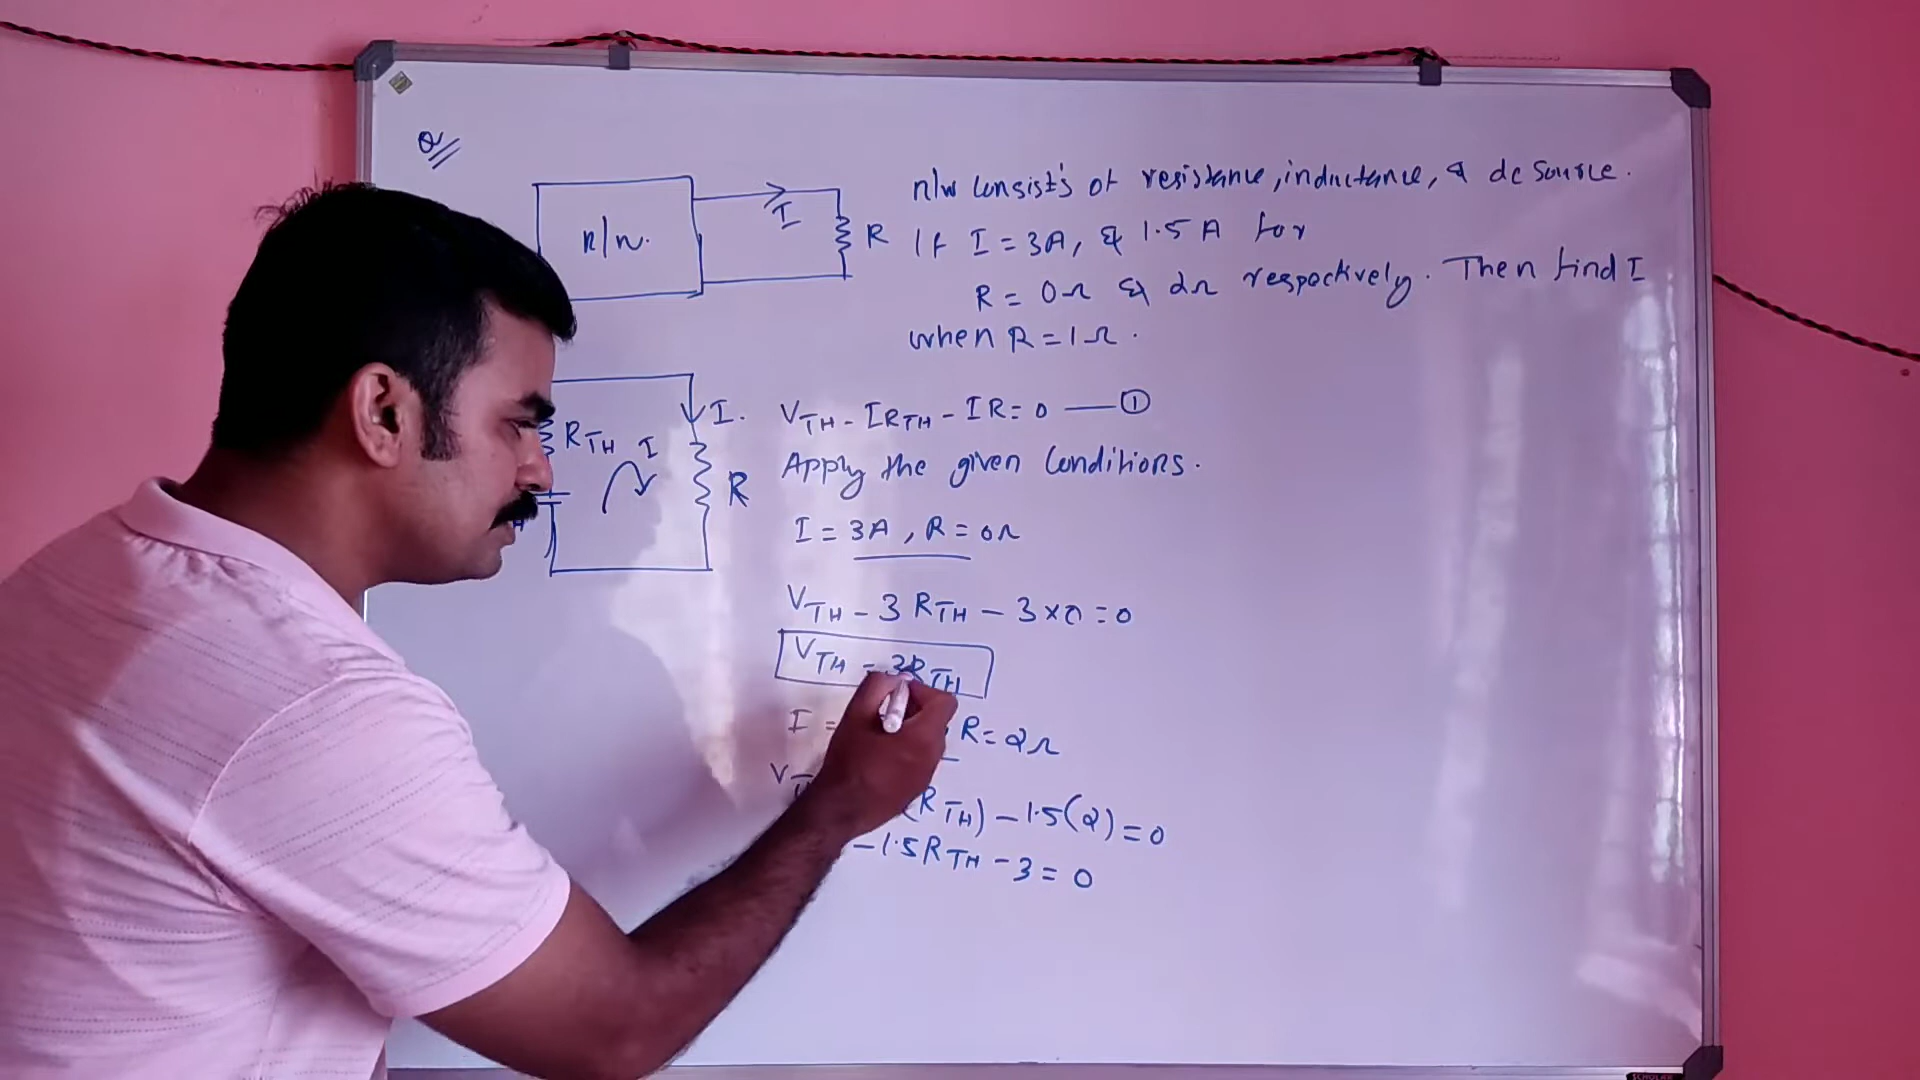 Q
n/w consists of resistance, inductance, & dc source.
n/w.
I
R
If I = 3A, & 1.5 A for
R = 0Ω & 2Ω respectively. Then find I
when R = 1Ω.
RTH
I
I.
R
VTH - IRTH - IR = 0 — ①
Apply the given Conditions.
I = 3A, R = 0Ω
VTH - 3 RTH - 3 × 0 = 0
VTH = 3RTH
I = R = 2Ω
(RTH) - 1.5(2) = 0
- 1.5RTH - 3 = 0